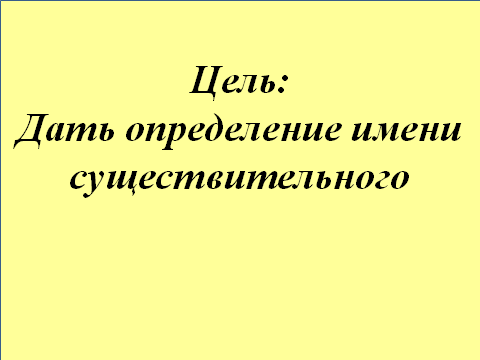 Цель:
Дать определение имени
существительного